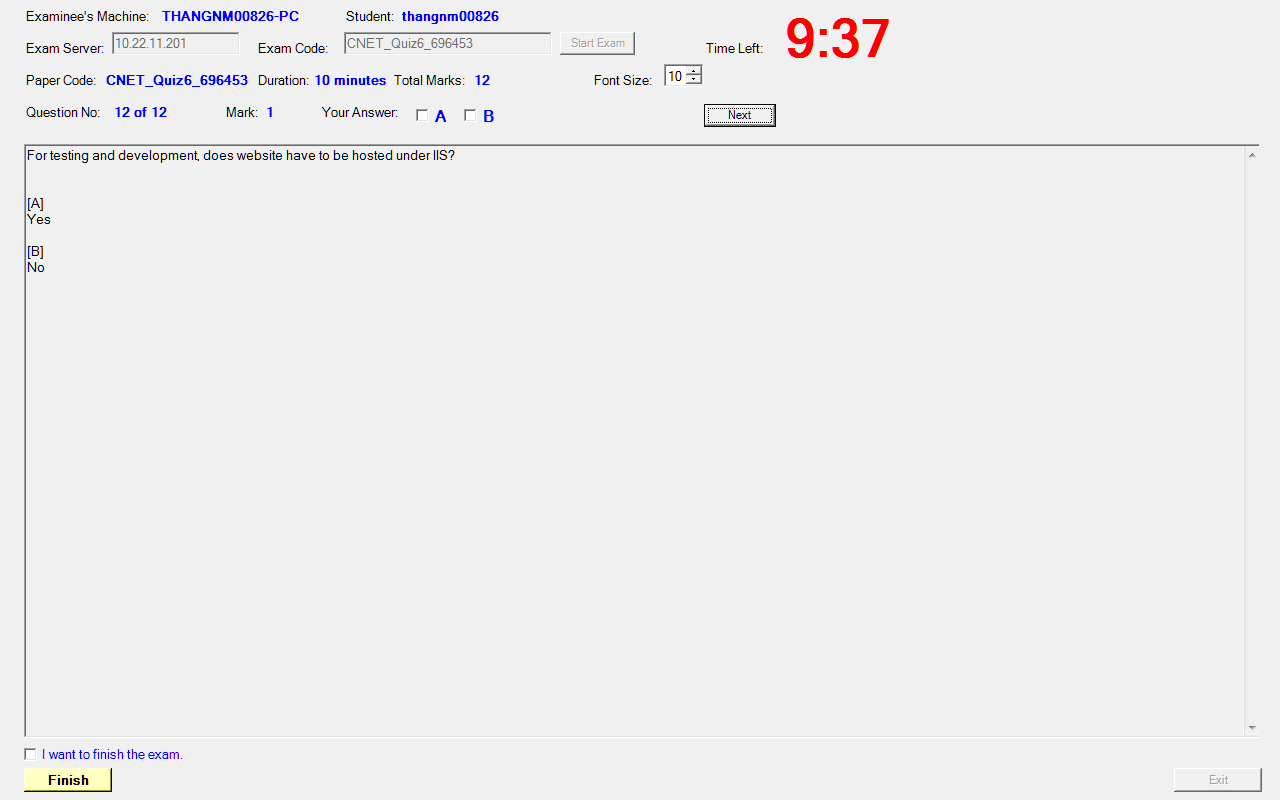 Examinee's Machine: THANGNM00826-PC Student: thangnm00826
Exam Server: 10.22.11.201 Exam Code: CNET_Quiz6_696453 Start Exam Time Left: 9:37
Paper Code: CNET_Quiz6_696453 Duration: 10 minutes Total Marks: 12 Font Size: 10
Question No: 12 of 12 Mark: 1 Your Answer: A B Next
For testing and development, does website have to be hosted under IIS?
[A]
Yes
[B]
No
I want to finish the exam.
Finish Exit